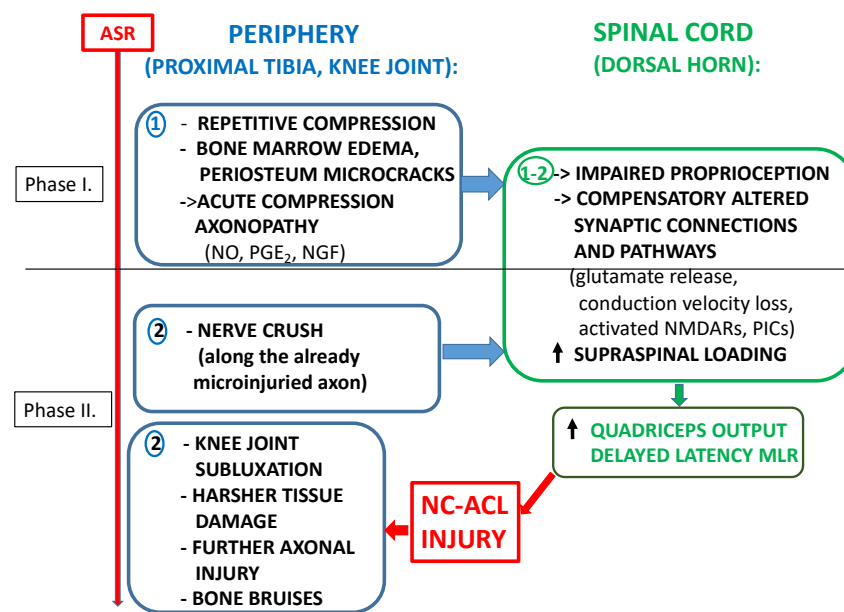 ASR
PERIPHERY
(PROXIMAL TIBIA, KNEE JOINT):
SPINAL CORD
(DORSAL HORN):
Phase I.
1 - REPETITIVE COMPRESSION
- BONE MARROW EDEMA,
PERIOSTEUM MICROCRACKS
->ACUTE COMPRESSION
AXONOPATHY
(NO, PGE₂, NGF)
1-2 -> IMPAIRED PROPRIOCEPTION
-> COMPENSATORY ALTERED
SYNAPTIC CONNECTIONS
AND PATHWAYS
(glutamate release,
conduction velocity loss,
activated NMDARs, PICs)
SUPRASPINAL LOADING
Phase II.
2 - NERVE CRUSH
(along the already
microinjuried axon)
QUADRICEPS OUTPUT
DELAYED LATENCY MLR
NC-ACL
INJURY
2 - KNEE JOINT
SUBLUXATION
- HARSHER TISSUE
DAMAGE
- FURTHER AXONAL
INJURY
- BONE BRUISES